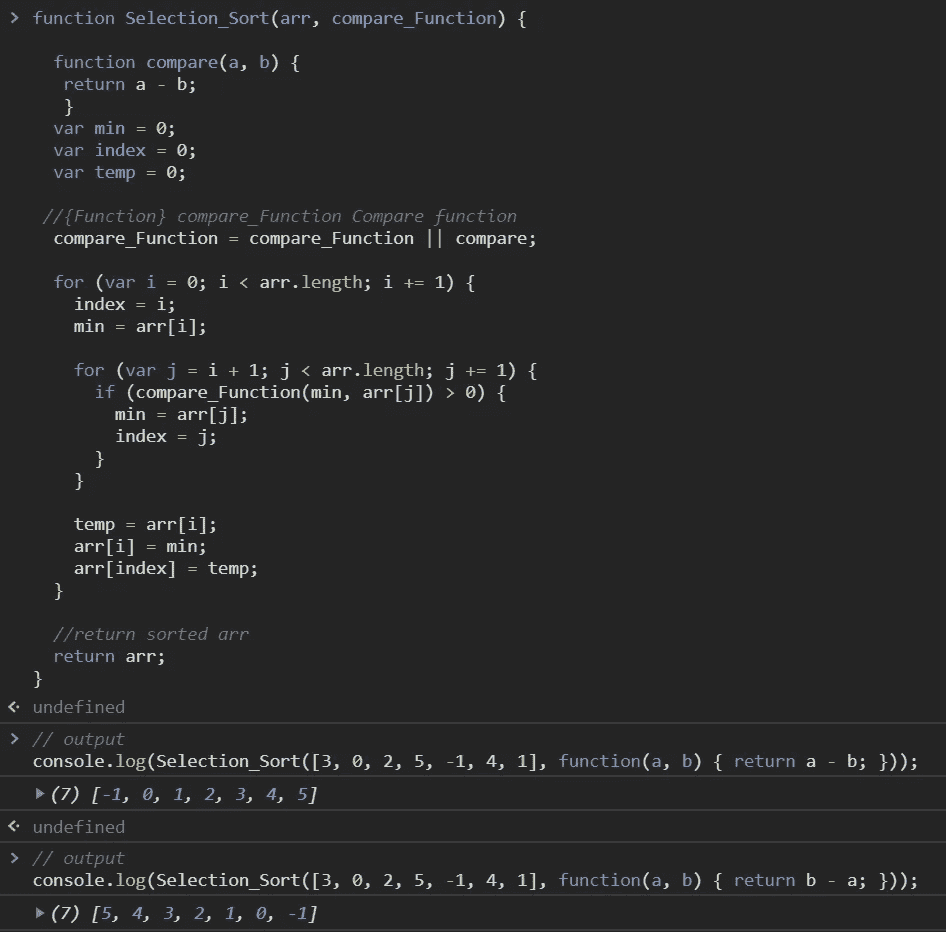 > function Selection_Sort(arr, compare_Function) {
function compare(a, b) {
return a - b;
}
var min = 0;
var index = 0;
var temp = 0;
//{Function} compare_Function Compare function
compare_Function = compare_Function || compare;
for (var i = 0; i < arr.length; i += 1) {
index = i;
min = arr[i];
for (var j = i + 1; j < arr.length; j += 1) {
if (compare_Function(min, arr[j]) > 0) {
min = arr[j];
index = j;
}
}
temp = arr[i];
arr[i] = min;
arr[index] = temp;
}
//return sorted arr
return arr;
}
undefined
> // output
console.log(Selection_Sort([3, 0, 2, 5, -1, 4, 1], function(a, b) { return a - b; }));
(7) [-1, 0, 1, 2, 3, 4, 5]
undefined
> // output
console.log(Selection_Sort([3, 0, 2, 5, -1, 4, 1], function(a, b) { return b - a; }));
(7) [5, 4, 3, 2, 1, 0, -1]